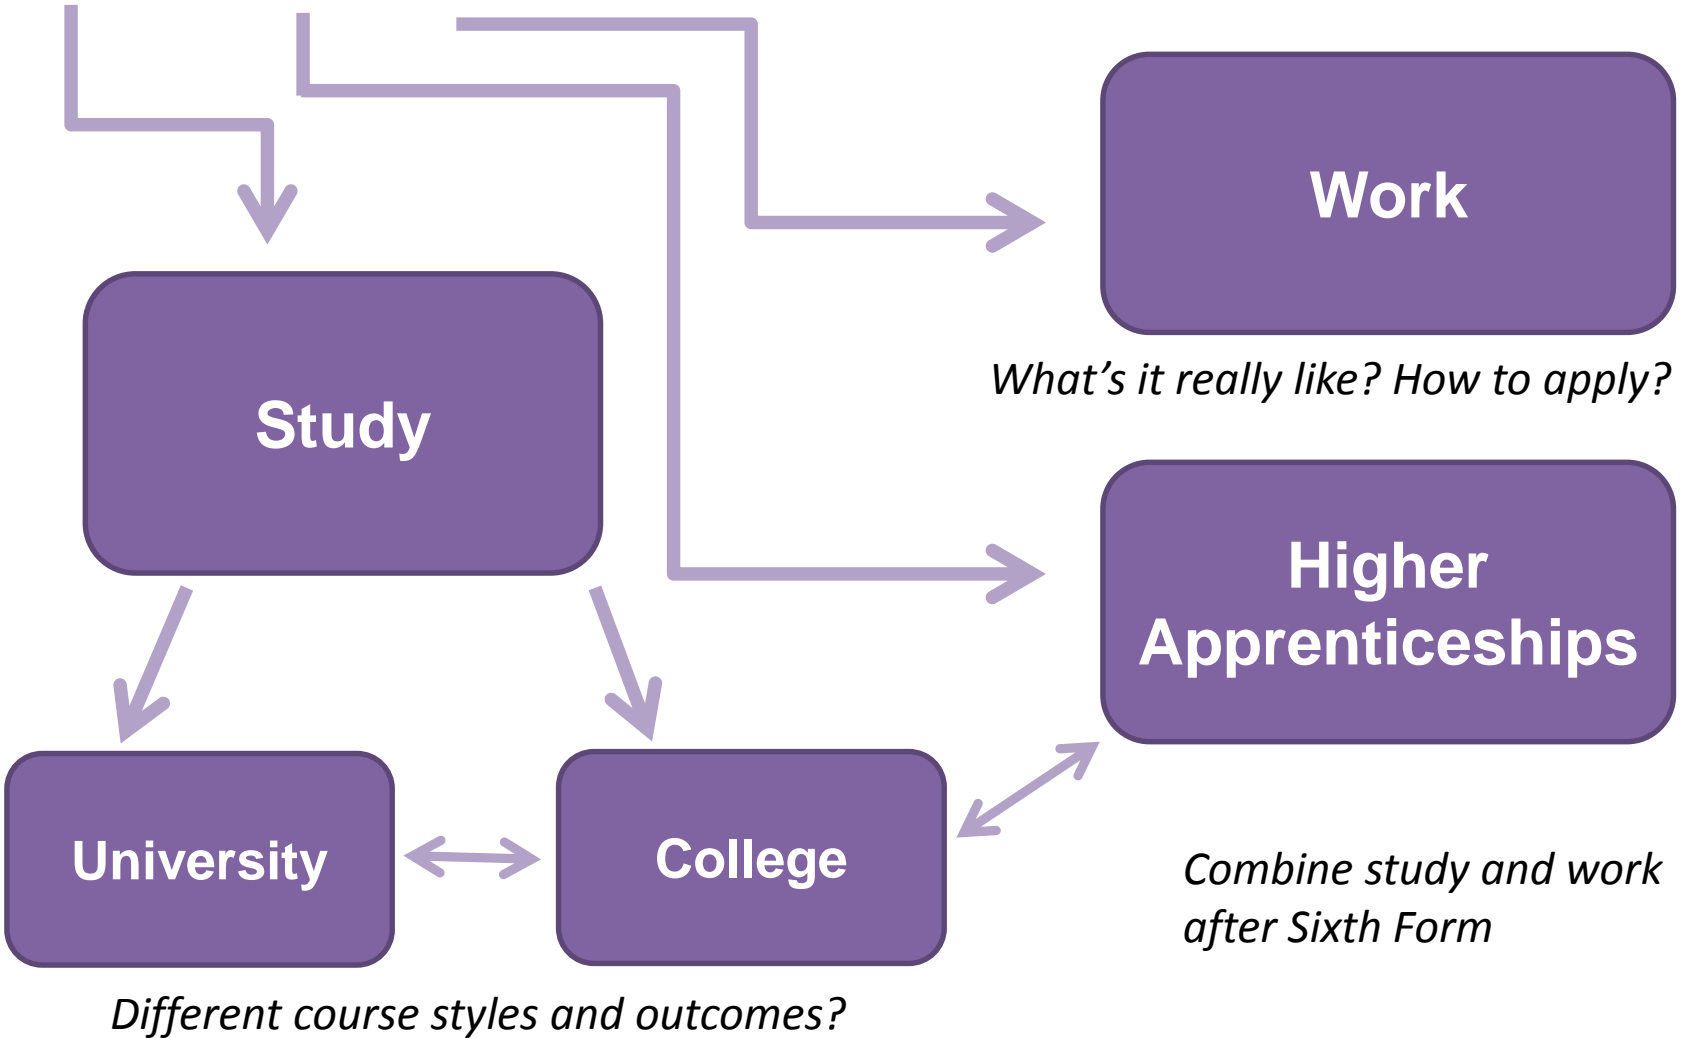 Work
What’s it really like? How to apply?
Study
Higher
Apprenticeships
University
College
Combine study and work
after Sixth Form
Different course styles and outcomes?